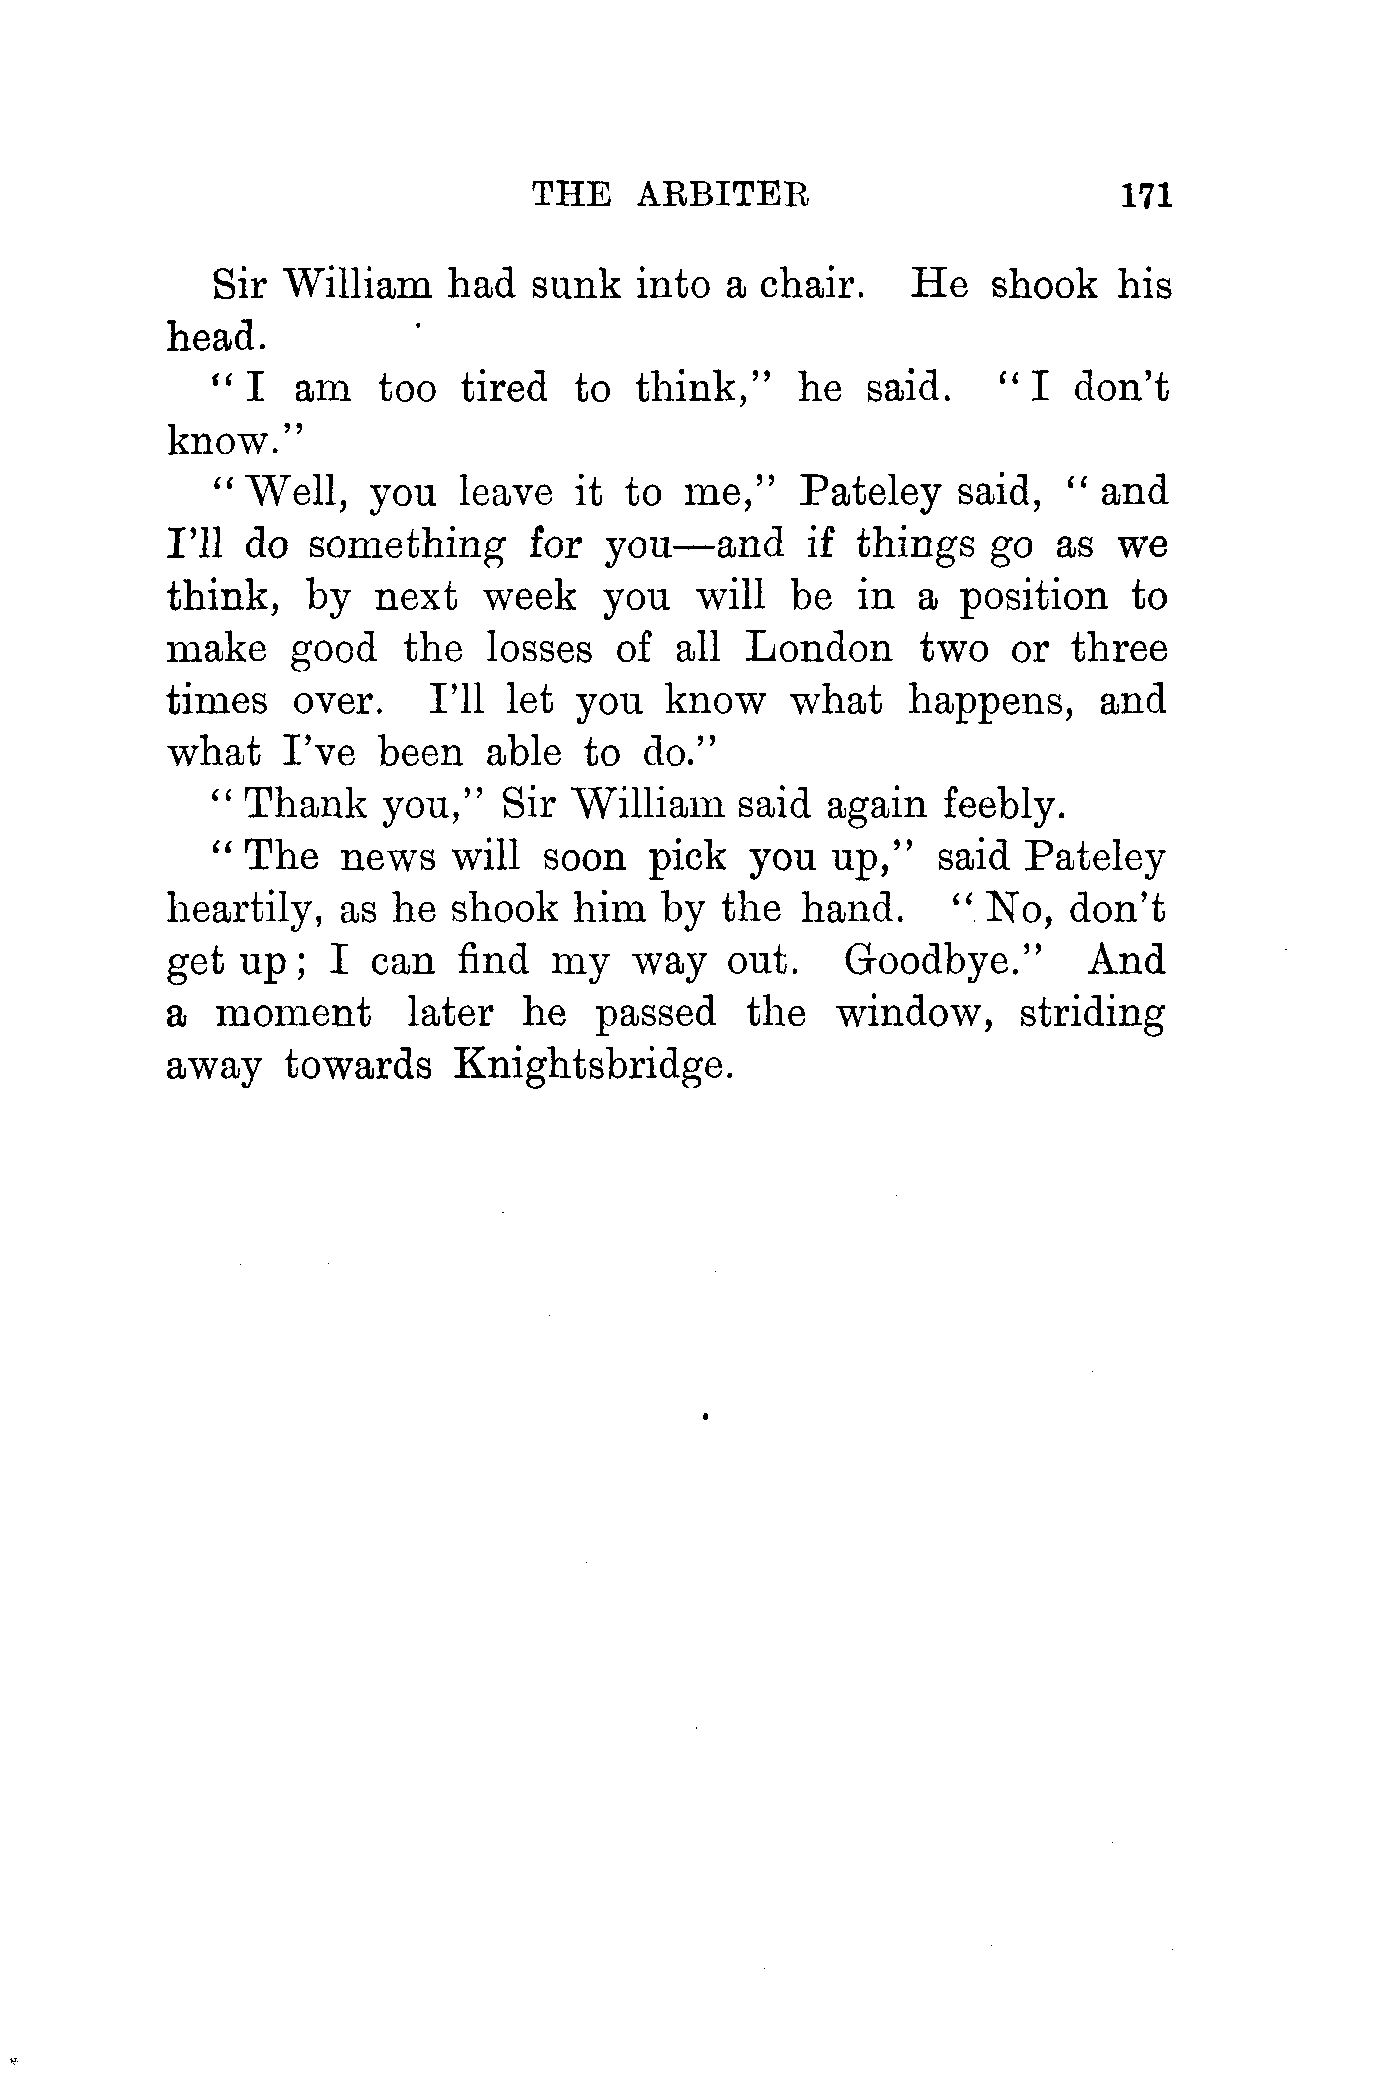 THE ARBITER 171
Sir William had sunk into a chair. He shook his
head.
“ I am too tired to think,” he said. “ I don’t
know.”
“ Well, you leave it to me,” Pateley said, “ and
I’ll do something for you—and if things go as we
think, by next week you will be in a position to
make good the losses of all London two or three
times over. I’ll let you know what happens, and
what I’ve been able to do.”
“ Thank you,” Sir William said again feebly.
“ The news will soon pick you up,” said Pateley
heartily, as he shook him by the hand. “ No, don’t
get up ; I can find my way out. Goodbye.” And
a moment later he passed the window, striding
away towards Knightsbridge.